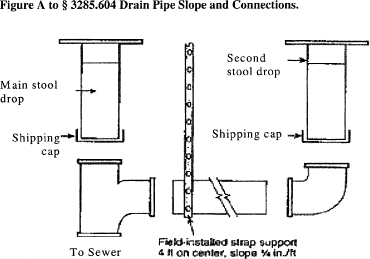 Figure A to § 3285.604 Drain Pipe Slope and Connections.
Main stool
drop
Second
stool drop
Shipping
cap
Shipping cap
To Sewer
Field-installed strap support
4 ft on center, slope ¼ in./ft